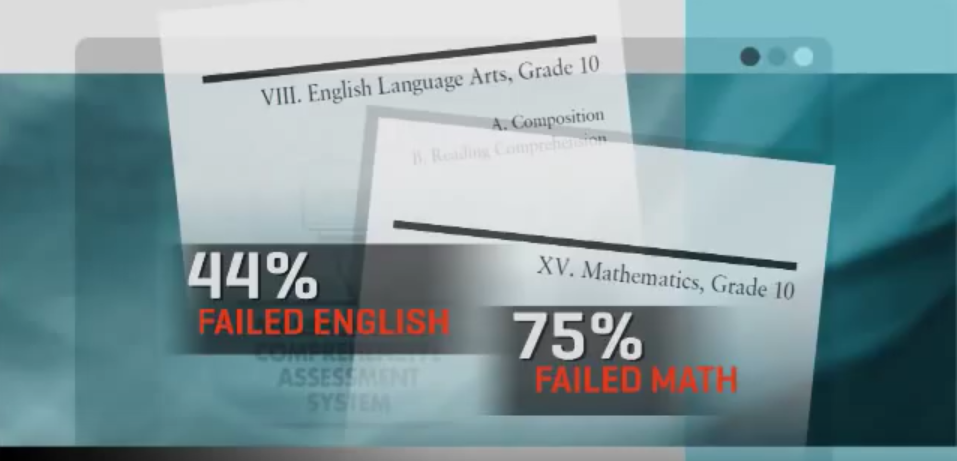 VIII. English Language Arts, Grade 10
A. Composition
B. Reading Comprehension
XV. Mathematics, Grade 10
44%
FAILED ENGLISH
75%
FAILED MATH
COMPREHENSIVE
ASSESSMENT
SYSTEM